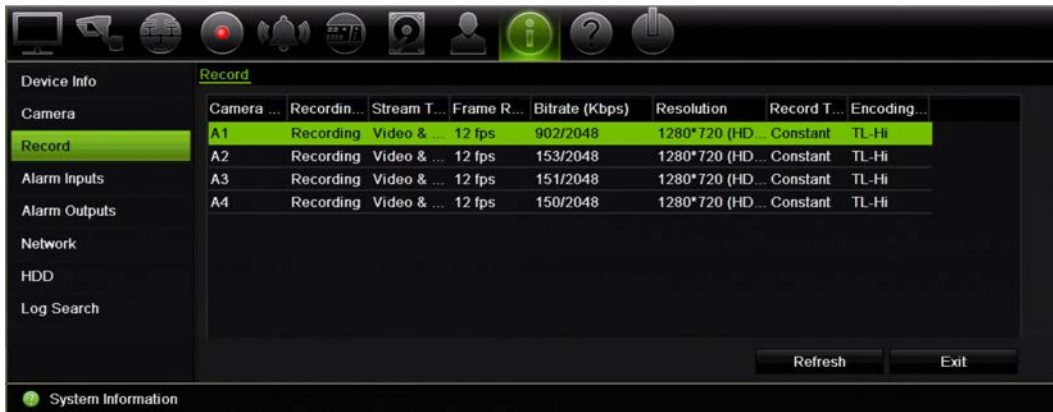 Device Info
Camera
Record
Alarm Inputs
Alarm Outputs
Network
HDD
Log Search
Record
Camera ... Recordin... Stream T... Frame R... Bitrate (Kbps) Resolution Record T... Encoding...
A1 Recording Video & ... 12 fps 902/2048 1280*720 (HD... Constant TL-Hi
A2 Recording Video & ... 12 fps 153/2048 1280*720 (HD... Constant TL-Hi
A3 Recording Video & ... 12 fps 151/2048 1280*720 (HD... Constant TL-Hi
A4 Recording Video & ... 12 fps 150/2048 1280*720 (HD... Constant TL-Hi
Refresh Exit
System Information